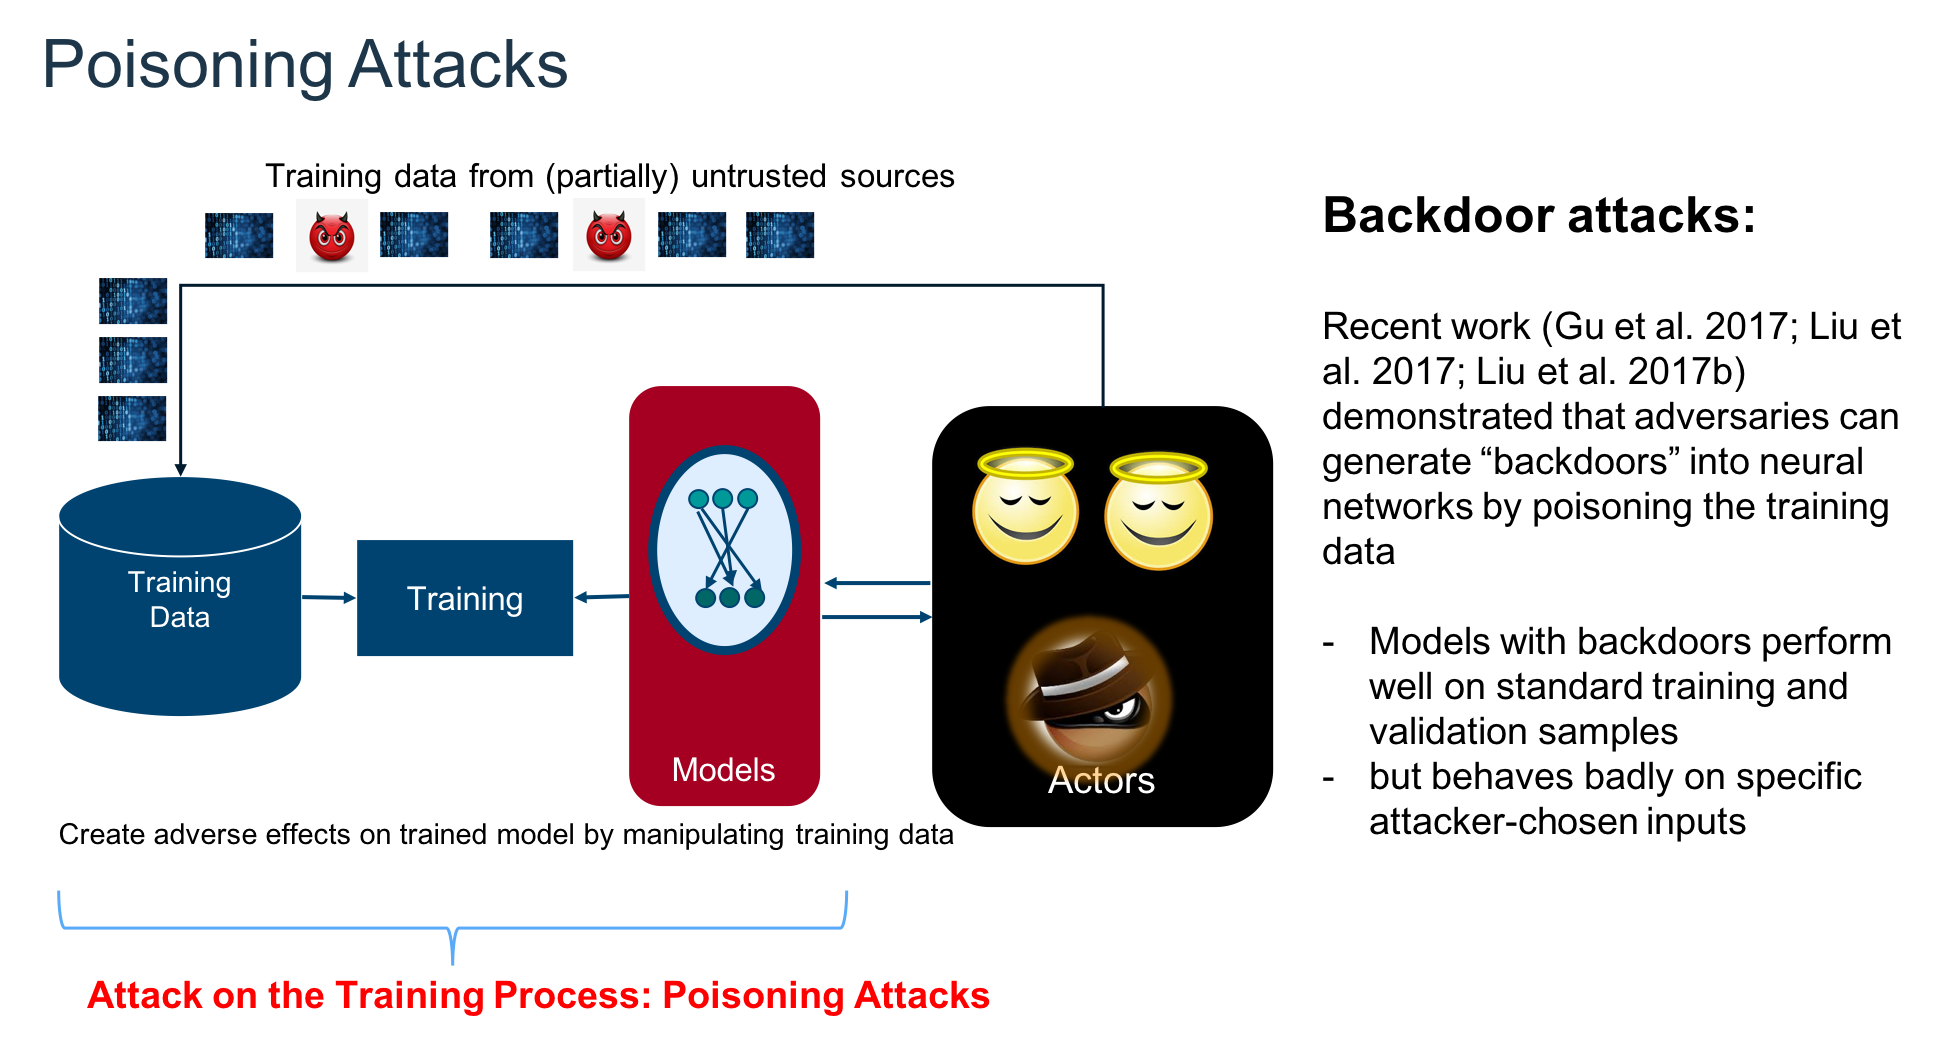 Poisoning Attacks
Training data from (partially) untrusted sources
Training
Data
Training
Models
Actors
Create adverse effects on trained model by manipulating training data
Attack on the Training Process: Poisoning Attacks
Backdoor attacks:
Recent work (Gu et al. 2017; Liu et
al. 2017; Liu et al. 2017b)
demonstrated that adversaries can
generate “backdoors” into neural
networks by poisoning the training
data
- Models with backdoors perform
well on standard training and
validation samples
- but behaves badly on specific
attacker-chosen inputs